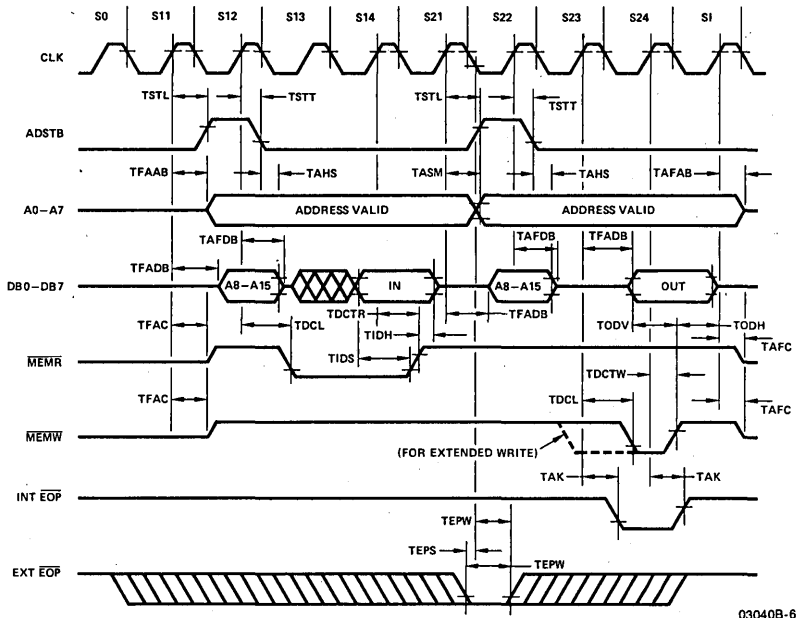 S0 S11 S12 S13 S14 S21 S22 S23 S24 SI
CLK
TSTL TSTT TSTL TSTT
ADSTB
TFAAB TAHS TASM TAHS TAFAB
A0–A7 ADDRESS VALID ADDRESS VALID
TAFDB TAFDB TFADB
TFADB
DB0–DB7 A8–A15 IN A8–A15 OUT
TFAC TDCL TDCTR TFADB TODV TODH
TIDH
TIDS TAFC
MEMR
TDCTW
TFAC TDCL TAFC
MEMW
(FOR EXTENDED WRITE)
TAK TAK
INT EOP
TEPW
TEPS TEPW
EXT EOP
03040B-6